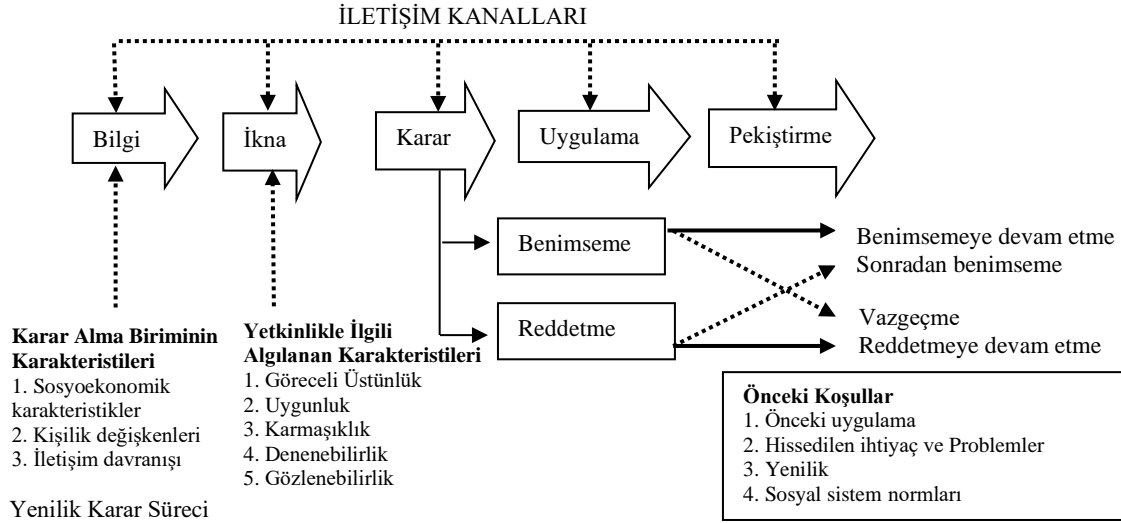 İLETİŞİM KANALLARI
Bilgi
İkna
Karar
Uygulama
Pekiştirme
Benimseme
Reddetme
Benimsemeye devam etme
Sonradan benimseme
Vazgeçme
Reddetmeye devam etme
Karar Alma Biriminin
Karakteristileri
1. Sosyoekonomik
karakteristikler
2. Kişilik değişkenleri
3. İletişim davranışı
Yetkinlikle İlgili
Algılanan Karakteristileri
1. Göreceli Üstünlük
2. Uygunluk
3. Karmaşıklık
4. Denenebilirlik
5. Gözlenebilirlik
Önceki Koşullar
1. Önceki uygulama
2. Hissedilen ihtiyaç ve Problemler
3. Yenilik
4. Sosyal sistem normları
Yenilik Karar Süreci